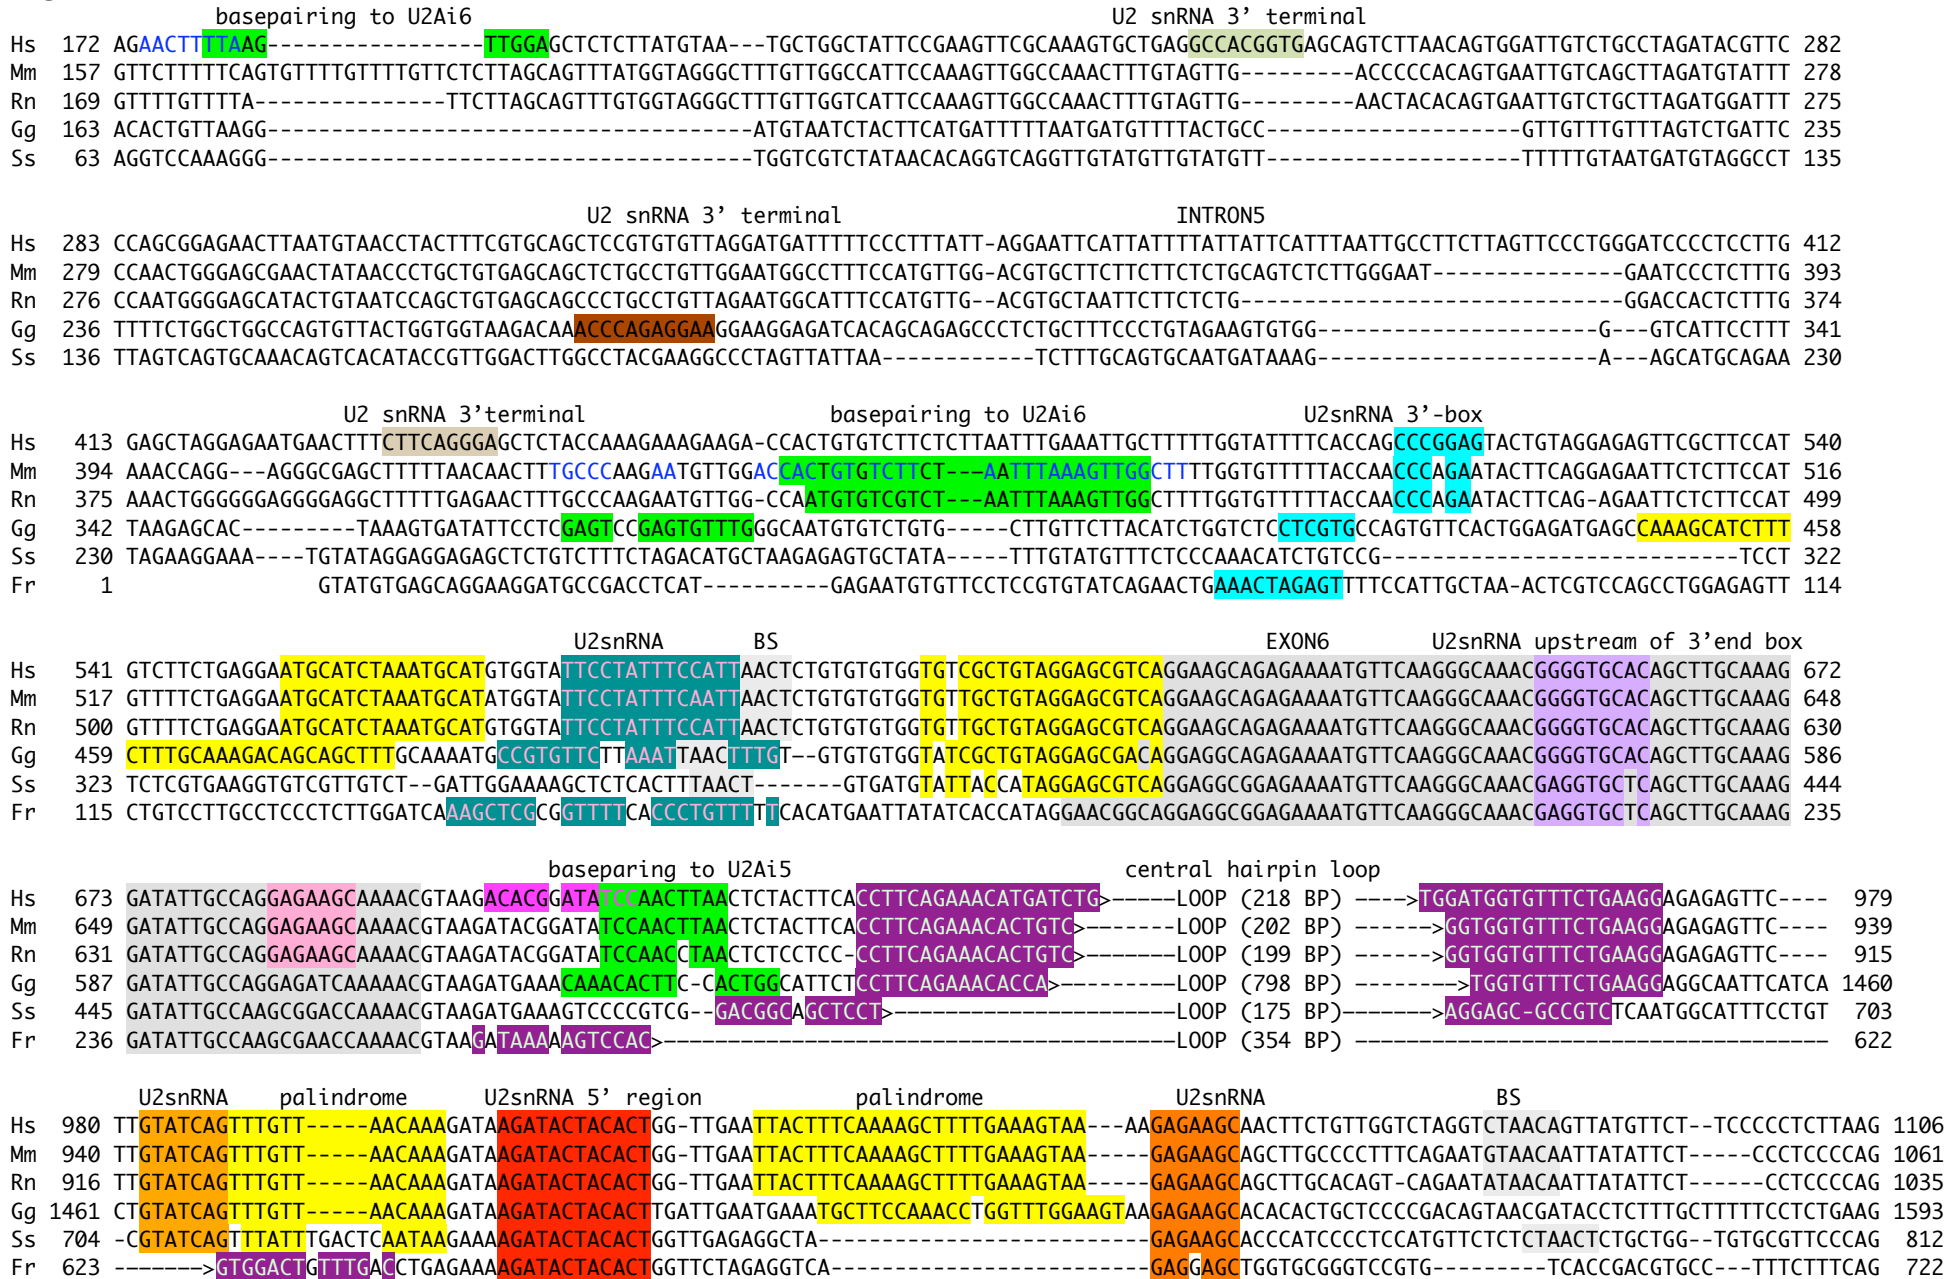 basepairing to U2Ai6 U2 snRNA 3’ terminal
Hs 172 AGAACTTTTAAG-----------------TTGGAGCTCTCTTATGTAA---TGCTGGCTATTCCGAAGTTCGCAAAGTGCTGAGGCCACGGTGAGCAGTCTTAACAGTGGATTGTCTGCCTAGATACGTTC 282
Mm 157 GTTCTTTTTCAGTGTTTTGTTTTGTTCTCTTAGCAGTTTATGGTAGGGCTTTGTTGGCCATTCCAAAGTTGGCCAAACTTTGTAGTTG---------ACCCCCACAGTGAATTGTCAGCTTAGATGTATTT 278
Rn 169 GTTTTGTTTTA---------------TTCTTAGCAGTTTGTGGTAGGGCTTTGTTGGTCATTCCAAAGTTGGCCAAACTTTGTAGTTG---------AACTACACAGTGAATTGTCTGCTTAGATGGATTT 275
Gg 163 ACACTGTTAAGG--------------------------------------ATGTAATCTACTTCATGATTTTTAATGATGTTTTACTGCC--------------------GTTGTTTGTTTAGTCTGATTC 235
Ss 63 AGGTCCAAAGGG--------------------------------------TGGTCGTCTATAACACAGGTCAGGTTGTATGTTGTATGTT--------------------TTTTTGTAATGATGTAGGCCT 135
U2 snRNA 3’ terminal INTRON5
Hs 283 CCAGCGGAGAACTTAATGTAACCTACTTTCGTGCAGCTCCGTGTGTTAGGATGATTTTTCCCTTTATT-AGGAATTCATTATTTTATTATTCATTTAATTGCCTTCTTAGTTCCCTGGGATCCCCTCCTTG 412
Mm 279 CCAACTGGGAGCGAACTATAACCCTGCTGTGAGCAGCTCTGCCTGTTGGAATGGCCTTTCCATGTTGG-ACGTGCTTCTTCTTCTCTGCAGTCTCTTGGGAAT---------------GAATCCCTCTTTG 393
Rn 276 CCAATGGGGAGCATACTGTAATCCAGCTGTGAGCAGCCCTGCCTGTTAGAATGGCATTTCCATGTTG--ACGTGCTAATTCTTCTCTG------------------------------GGACCACTCTTTG 374
Gg 236 TTTTCTGGCTGGCCAGTGTTACTGGTGGTAAGACAAACCCAGAGGAAGGAAGGAGATCACAGCAGAGCCCTCTGCTTTCCCTGTAGAAGTGTGG----------------------G---GTCATTCCTTT 341
Ss 136 TTAGTCAGTGCAAACAGTCACATACCGTTGGACTTGGCCTACGAAGGCCCTAGTTATTAA------------TCTTTGCAGTGCAATGATAAAG----------------------A---AGCATGCAGAA 230
U2 snRNA 3’terminal basepairing to U2Ai6 U2snRNA 3’-box
Hs 413 GAGCTAGGAGAATGAACTTTCTTCAGGGAGCTCTACCAAAGAAAGAAGA-CCACTGTGTCTTCTCTTAATTTGAAATTGCTTTTTGGTATTTTCACCAGCCCGGAGTACTGTAGGAGAGTTCGCTTCCAT 540
Mm 394 AAACCAGG---AGGGCGAGCTTTTTAACAACTTTGCCCAAGAATGTTGGACCCACTGTGTCTTCT---AATTTAAAGTTGGCTTTTGGTGTTTTTACCAACCCAGAATACTTCAGGAGAATTCTCTTCCAT 516
Rn 375 AAACTGGGGGGAGGGGAGGCTTTTTGAGAACTTTGCCCAAGAATGTTGG-CCAATGTGTCGTCT---AATTTAAAGTTGGCTTTTGGTGTTTTTACCAACCCAGAATACTTCAG-AGAATTCTCTTCCAT 499
Gg 342 TAAGAGCAC---------TAAAGTGATATTCCTCGAGTCCGAGTGTTTGGGCAATGTGTCTGTG-----CTTGTTCTTACATCTGGTCTCCTCGTGCCAGTGTTCACTGGAGATGAGCCAAAGCATCTTT 458
Ss 230 TAGAAGGAAA----TGTATAGGAGGAGAGCTCTGTCTTTCTAGACATGCTAAGAGAGTGCTATA-----TTTGTATGTTTCTCCCAAACATCTGTCCG----------------------------TCCT 322
Fr 1 GTATGTGAGCAGGAAGGATGCCGACCTCAT----------GAGAATGTGTTCCTCCGTGTATCAGAACTGAAACTAGAGTTTTCCATTGCTAA-ACTCGTCCAGCCTGGAGAGTT 114
U2snRNA BS EXON6 U2snRNA upstream of 3’end box
Hs 541 GTCTTCTGAGGAATGCATCTAAATGCATGTGGTATTCCTATTTCCATTAACTCTGTGTGTGGTGTCGCTGTAGGAGCGTCAGGAAGCAGAGAAAATGTTCAAGGGCAAACGGGGTGCACAGCTTGCAAAG 672
Mm 517 GTTTTCTGAGGAATGCATCTAAATGCATATGGTATTCCTATTTCAATTAACTCTGTGTGTGGTGTTGCTGTAGGAGCGTCAGGAAGCAGAGAAAATGTTCAAGGGCAAACGGGGTGCACAGCTTGCAAAG 648
Rn 500 GTTTTCTGAGGAATGCATCTAAATGCATGTGGTATTCCTATTTCCATTAACTCTGTGTGTGGTGTTGCTGTAGGAGCGTCAGGAAGCAGAGAAAATGTTCAAGGGCAAACGGGGTGCACAGCTTGCAAAG 630
Gg 459 CTTTGCAAAGACAGCAGCTTTGCAAAATGCCGTGTTCTTAAATTAACTTTGT--GTGTGTGGTATCGCTGTAGGAGCGACAGGAGGCAGAGAAAATGTTCAAGGGCAAACGGGGTGCACAGCTTGCAAAG 586
Ss 323 TCTCGTGAAGGTGTCGTTGTCT--GATTGGAAAAGCTCTCACTTTAACT-------GTGATGTATTACCATAGGAGCGTCAGGAGGCGGAGAAAATGTTCAAGGGCAAACGAGGTGCTCAGCTTGCAAAG 444
Fr 115 CTGTCCTTGCCTCCCTCTTGGATCAAAGCTCGCGGTTTTCACCCTGTTTTTCACATGAATTATATCACCATAGGAACGGCAGGAGGCGGAGAAAATGTTCAAGGGCAAACGAGGTGCTCAGCTTGCAAAG 235
baseparing to U2Ai5 central hairpin loop
Hs 673 GATATTGCCAGGAGAAGCAAAACGTAAGACACGGATATCCAACTTAACTCTACTTCACCTTCAGAAACATGATCTG>-----LOOP (218 BP) ---->TGGATGGTGTTTCTGAAGGAGAGAGTTC---- 979
Mm 649 GATATTGCCAGGAGAAGCAAAACGTAAGATACGGATATCCAACTTAACTCTACTTCACCTTCAGAAACACTGTC>-------LOOP (202 BP) ------>GGTGGTGTTTCTGAAGGAGAGAGTTC---- 939
Rn 631 GATATTGCCAGGAGAAGCAAAACGTAAGATACGGATATCCAACCTAACTCTCCTCC-CCTTCAGAAACACTGTC>-------LOOP (199 BP) ------>GGTGGTGTTTCTGAAGGAGAGAGTTC---- 915
Gg 587 GATATTGCCAGGAGATCAAAAACGTAAGATGAAACAAACACTTC-CACTGGCATTCTCCTTCAGAAACACCA>---------LOOP (798 BP) -------->TGGTGTTTCTGAAGGAGGCAATTCATCA 1460
Ss 445 GATATTGCCAAGCGGACCAAAACGTAAGATGAAAGTCCCCGTCG--GACGGCAGCTCCT>----------------------LOOP (175 BP)------->AGGAGC-GCCGTCTCAATGGCATTTCCTGT 703
Fr 236 GATATTGCCAAGCGAACCAAAACGTAAGATAAAAAGTCCAC>----------------------------------------LOOP (354 BP) ------------------------------------- 622
U2snRNA palindrome U2snRNA 5’ region palindrome U2snRNA BS
Hs 980 TTGTATCAGTTTGTT-----AACAAAGATAAGATACTACACTGG-TTGAATTACTTTCAAAAGCTTTTGAAAGTAA---AAGAGAAGCAACTTCTGTTGGTCTAGGTCTAACAGTTATGTTCT--TCCCCCTCTTAAG 1106
Mm 940 TTGTATCAGTTTGTT-----AACAAAGATAAGATACTACACTGG-TTGAATTACTTTCAAAAGCTTTTGAAAGTAA-----GAGAAGCAGCTTGCCCCTTTCAGAATGTAACAATTATATTCT-----CCCTCCCCAG 1061
Rn 916 TTGTATCAGTTTGTT-----AACAAAGATAAGATACTACACTGG-TTGAATTACTTTCAAAAGCTTTTGAAAGTAA-----GAGAAGCAGCTTGCACAGT-CAGAATATAACAATTATATTCT-----CCTCCCCAG 1035
Gg 1461 CTGTATCAGTTTGTT-----AACAAAGATAAGATACTACACTTGATTGAATGAAATGCTTCCAAACCTGGTTTGGAAGTAAGAGAAGCACACACTGCTCCCCGACAGTAACGATACCTCTTTGCTTTTTCCTCTGAAG 1593
Ss 704 -CGTATCAGTTTATTTGACTCAATAAGAAAAGATACTACACTGGTTGAGAGGCTA--------------------------GAGAAGCACCCATCCCCTCCATGTTCTCTCTAACTCTGCTGG--TGTGCGTTCCCAG 812
Fr 623 ------->GTGGACTGTTTGACCTGAGAAAAGATACTACACTGGTTCTAGAGGTCA-------------------------GAGGAGCTGGTGCGGGTCCGTG---------TCACCGACGTGCC---TTTCTTTCAG 722